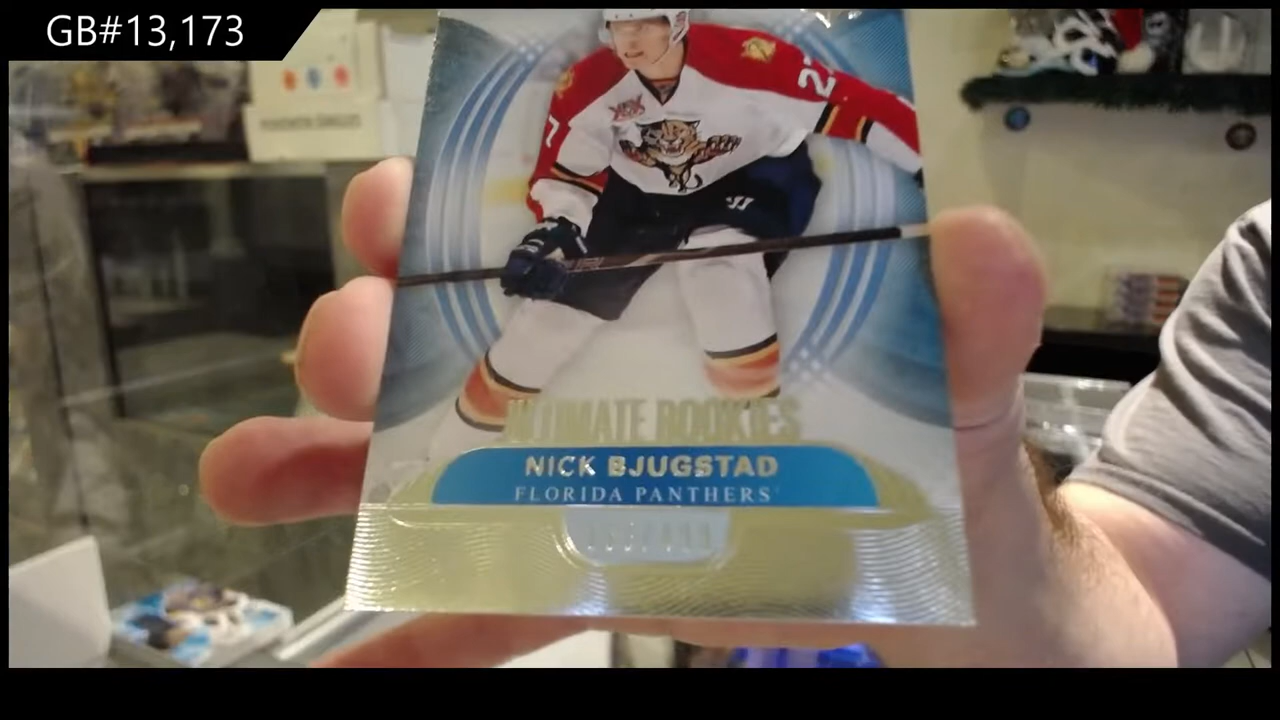 GB#13,173
ULTIMATE ROOKIES
NICK BJUGSTAD
FLORIDA PANTHERS